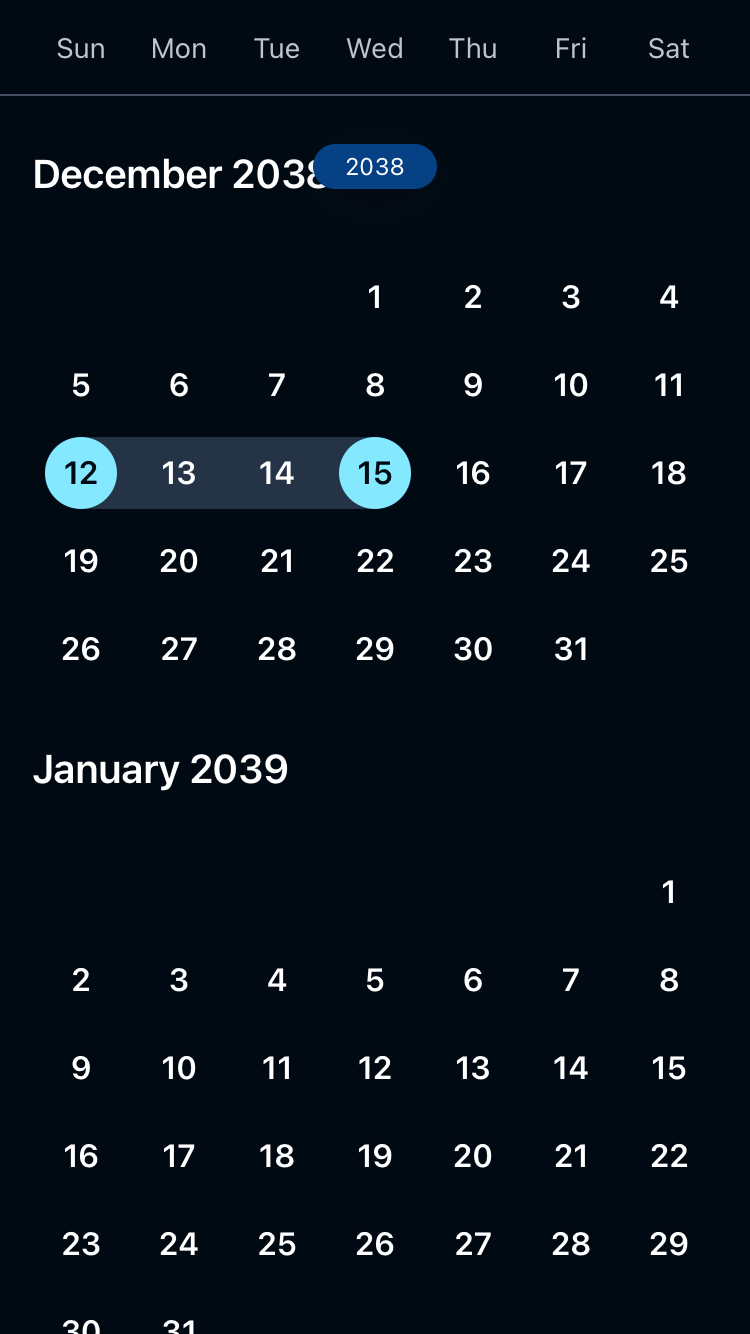 Sun Mon Tue Wed Thu Fri Sat
December 2038
2038
1 2 3 4
5 6 7 8 9 10 11
12 13 14 15 16 17 18
19 20 21 22 23 24 25
26 27 28 29 30 31
January 2039
1
2 3 4 5 6 7 8
9 10 11 12 13 14 15
16 17 18 19 20 21 22
23 24 25 26 27 28 29
30 31